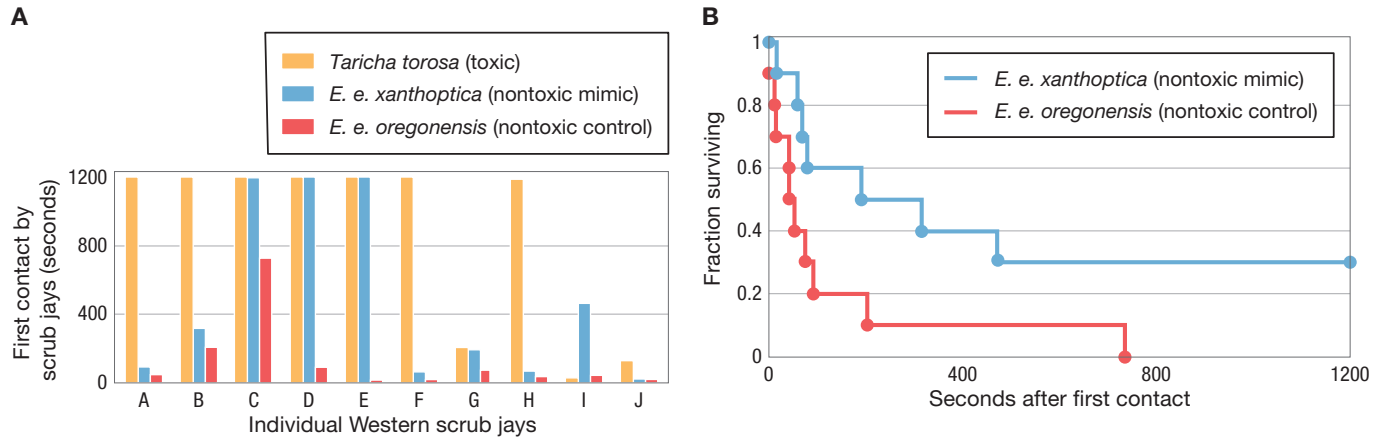 A
Taricha torosa (toxic)
E. e. xanthoptica (nontoxic mimic)
E. e. oregonensis (nontoxic control)
First contact by
scrub jays (seconds)
1200
800
400
0
A B C D E F G H I J
Individual Western scrub jays
B
E. e. xanthoptica (nontoxic mimic)
E. e. oregonensis (nontoxic control)
Fraction surviving
1
0.8
0.6
0.4
0.2
0
0 400 800 1200
Seconds after first contact